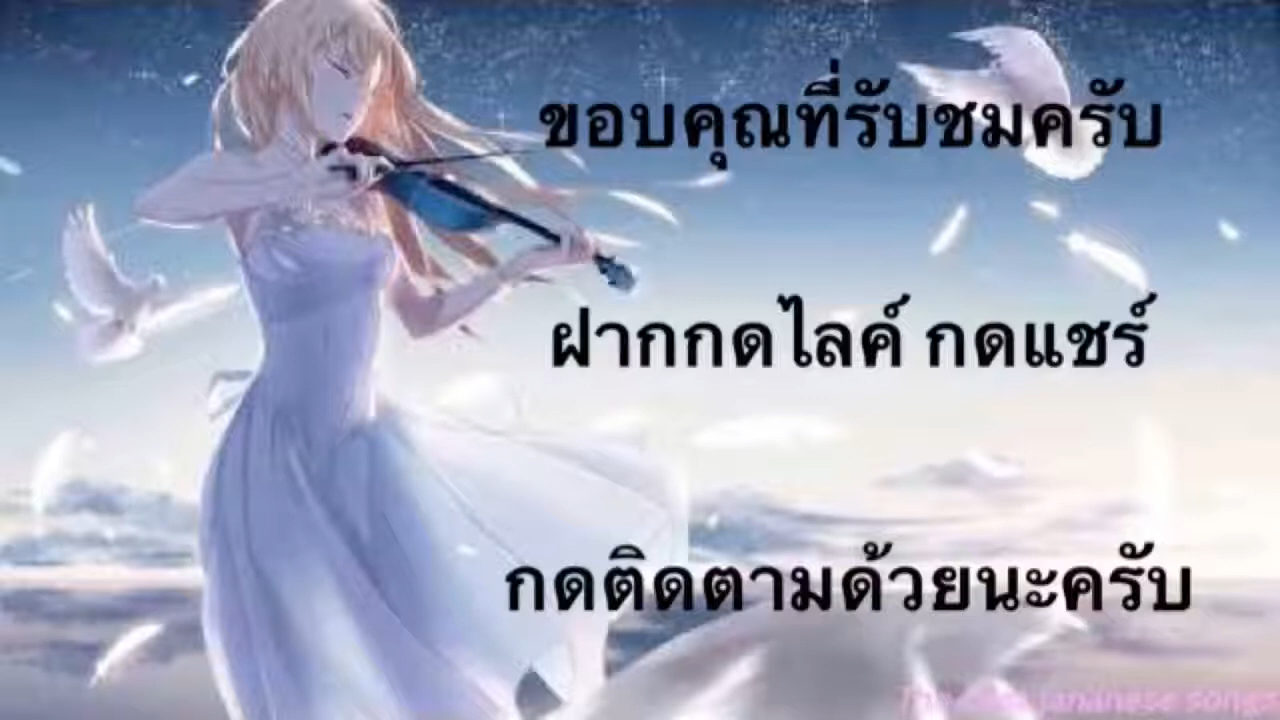 ขอบคุณที่รับชมครับ
ฝากกดไลค์ กดแชร์
กดติดตามด้วยนะครับ
japanese songs